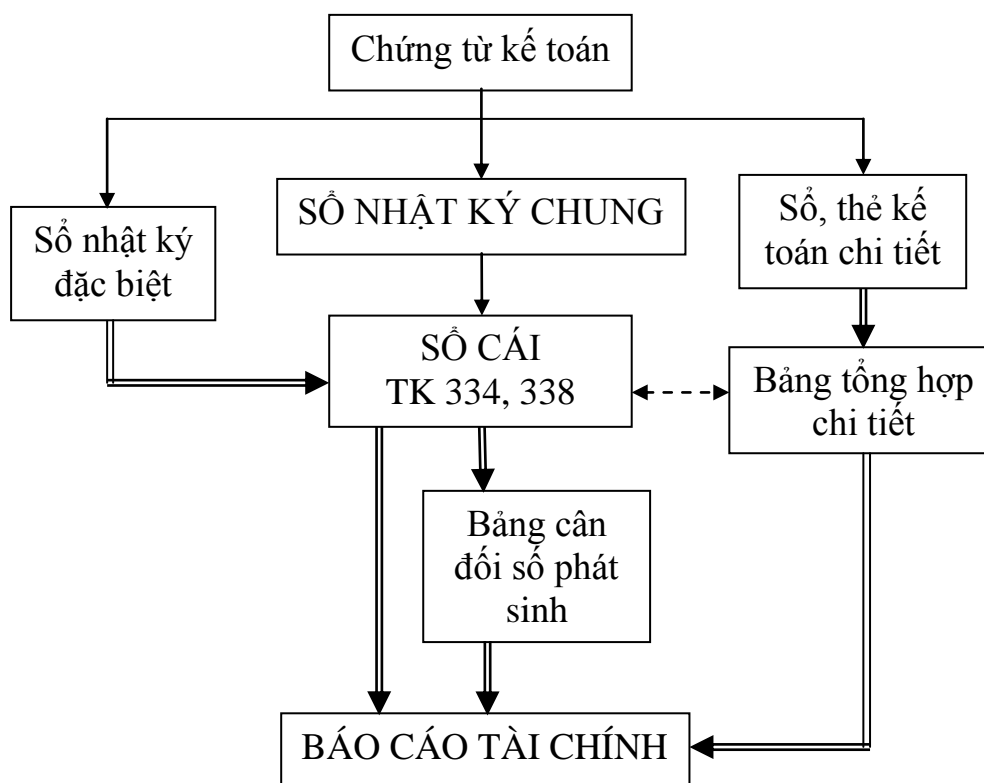 Chứng từ kế toán
SỔ NHẬT KÝ CHUNG
Sổ nhật ký
đặc biệt
Sổ, thẻ kế
toán chi tiết
SỔ CÁI
TK 334, 338
Bảng tổng hợp
chi tiết
Bảng cân
đối số phát
sinh
BÁO CÁO TÀI CHÍNH